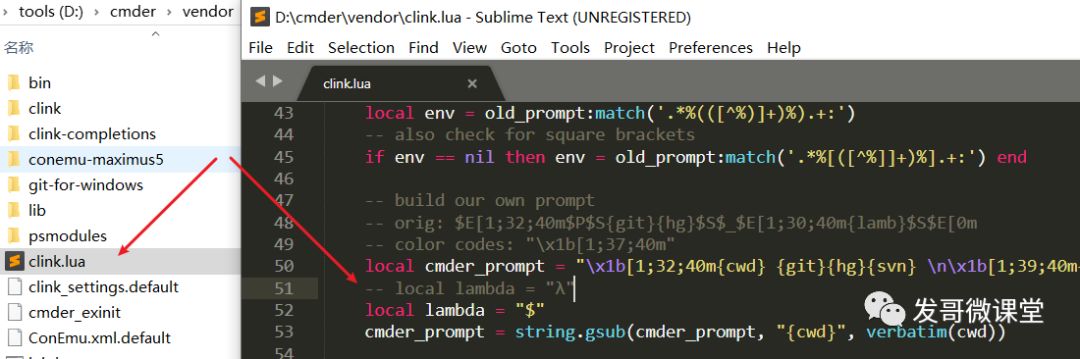 > tools (D:) > cmder > vendor
名称
bin
clink
clink-completions
conemu-maximus5
git-for-windows
lib
psmodules
clink.lua
clink_settings.default
cmder_exinit
ConEmu.xml.default
D:\cmder\vendor\clink.lua - Sublime Text (UNREGISTERED)
File Edit Selection Find View Goto Tools Project Preferences Help
clink.lua ×
43 local env = old_prompt:match('.*%(([^%)]+)%).+:')
44 -- also check for square brackets
45 if env == nil then env = old_prompt:match('.*%[([^%]]+)%].+:') end
46
47 -- build our own prompt
48 -- orig: $E[1;32;40m$P$S{git}{hg}$S$_$E[1;30;40m{lamb}$S$E[0m
49 -- color codes: "\x1b[1;37;40m"
50 local cmder_prompt = "\x1b[1;32;40m{cwd} {git}{hg}{svn} \n\x1b[1;39;40m
51 -- local lambda = "λ"
52 local lambda = "$"
53 cmder_prompt = string.gsub(cmder_prompt, "{cwd}", verbatim(cwd))
54
发哥微课堂